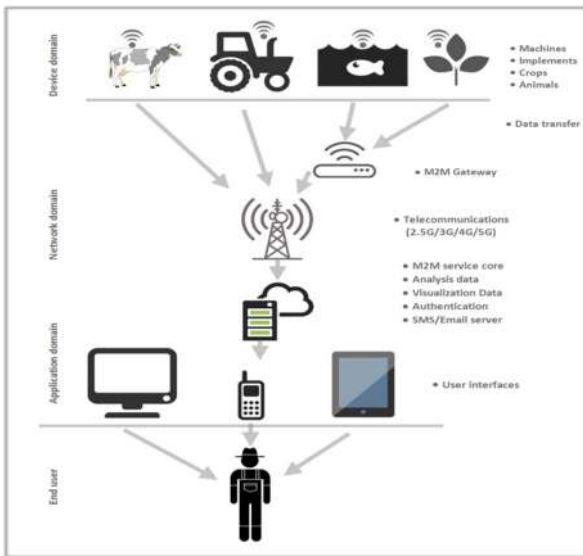 Device domain
• Machines
• Implements
• Crops
• Animals
• Data transfer
Network domain
• M2M Gateway
• Telecommunications
(2.5G/3G/4G/5G)
• M2M service core
• Analysis data
• Visualization Data
• Authentication
• SMS/Email server
Application domain
• User interfaces
End user